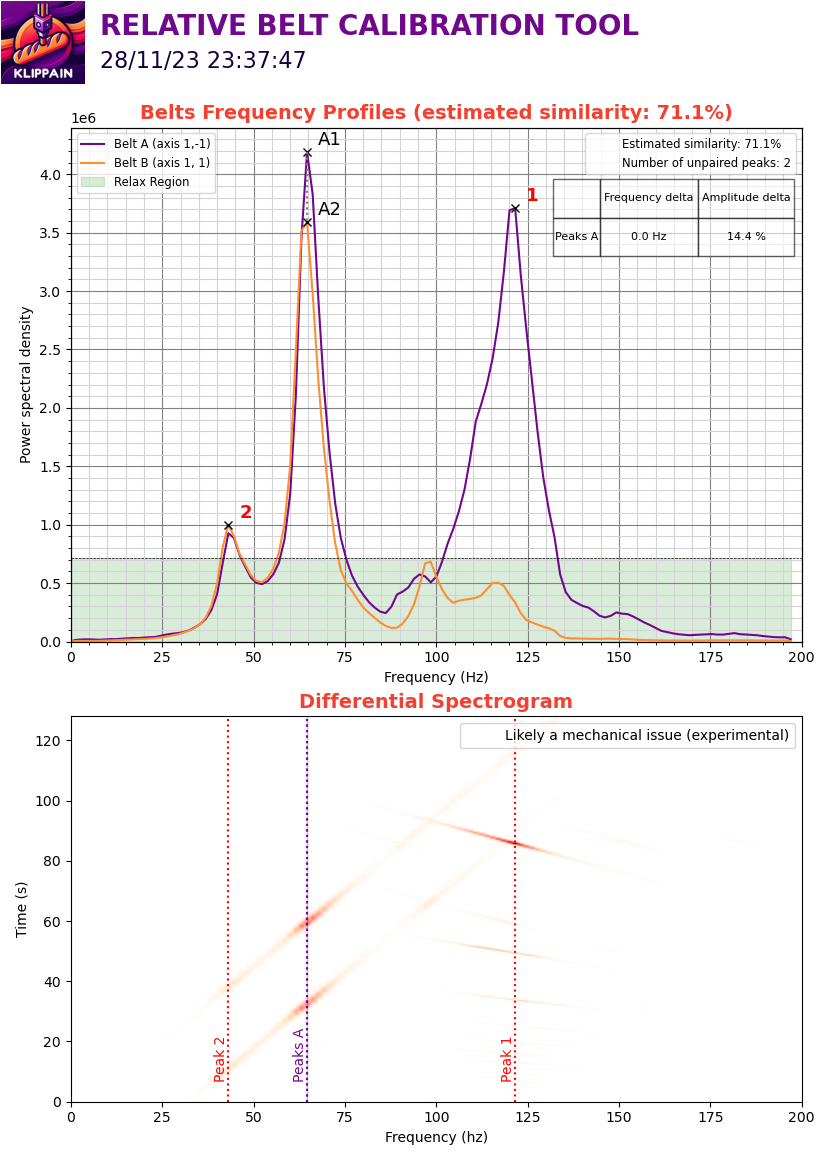 RELATIVE BELT CALIBRATION TOOL
28/11/23 23:37:47
KLIPPAIN
Belts Frequency Profiles (estimated similarity: 71.1%)
1e6
Belt A (axis 1,-1)
Belt B (axis 1, 1)
Relax Region
A1
A2
1
2
Estimated similarity: 71.1%
Number of unpaired peaks: 2
Frequency delta Amplitude delta
Peaks A 0.0 Hz 14.4 %
Power spectral density
4.0
3.5
3.0
2.5
2.0
1.5
1.0
0.5
0.0
0 25 50 75 100 125 150 175 200
Frequency (Hz)
Differential Spectrogram
Likely a mechanical issue (experimental)
Time (s)
120
100
80
60
40
20
0
Peak 2
Peaks A
Peak 1
0 25 50 75 100 125 150 175 200
Frequency (hz)